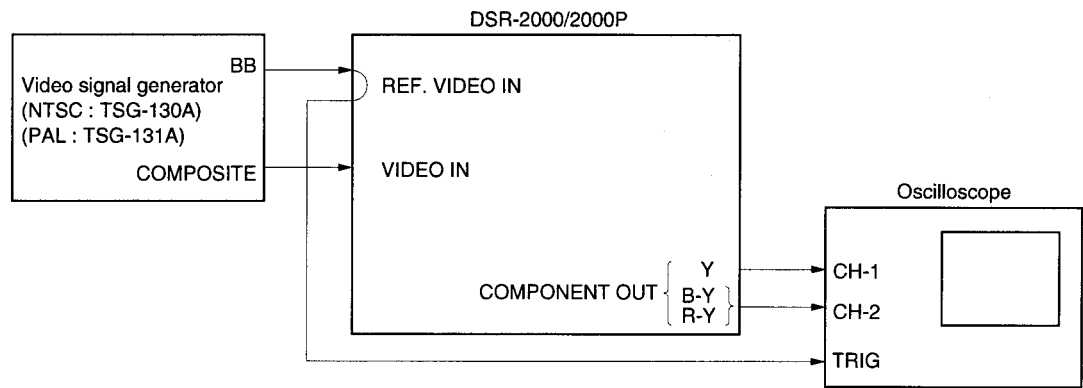 DSR-2000/2000P
BB
Video signal generator
(NTSC : TSG-130A)
(PAL : TSG-131A)
COMPOSITE
REF. VIDEO IN
VIDEO IN
COMPONENT OUT
Y
B-Y
R-Y
Oscilloscope
CH-1
CH-2
TRIG